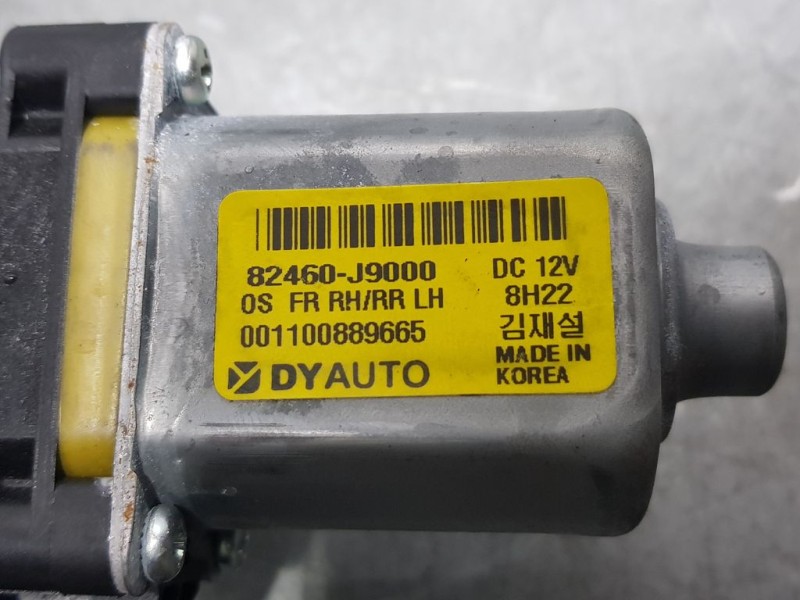 82460-J9000 DC 12V
OS FR RH/RR LH 8H22
001100889665 김재설
DYAUTO MADE IN
KOREA